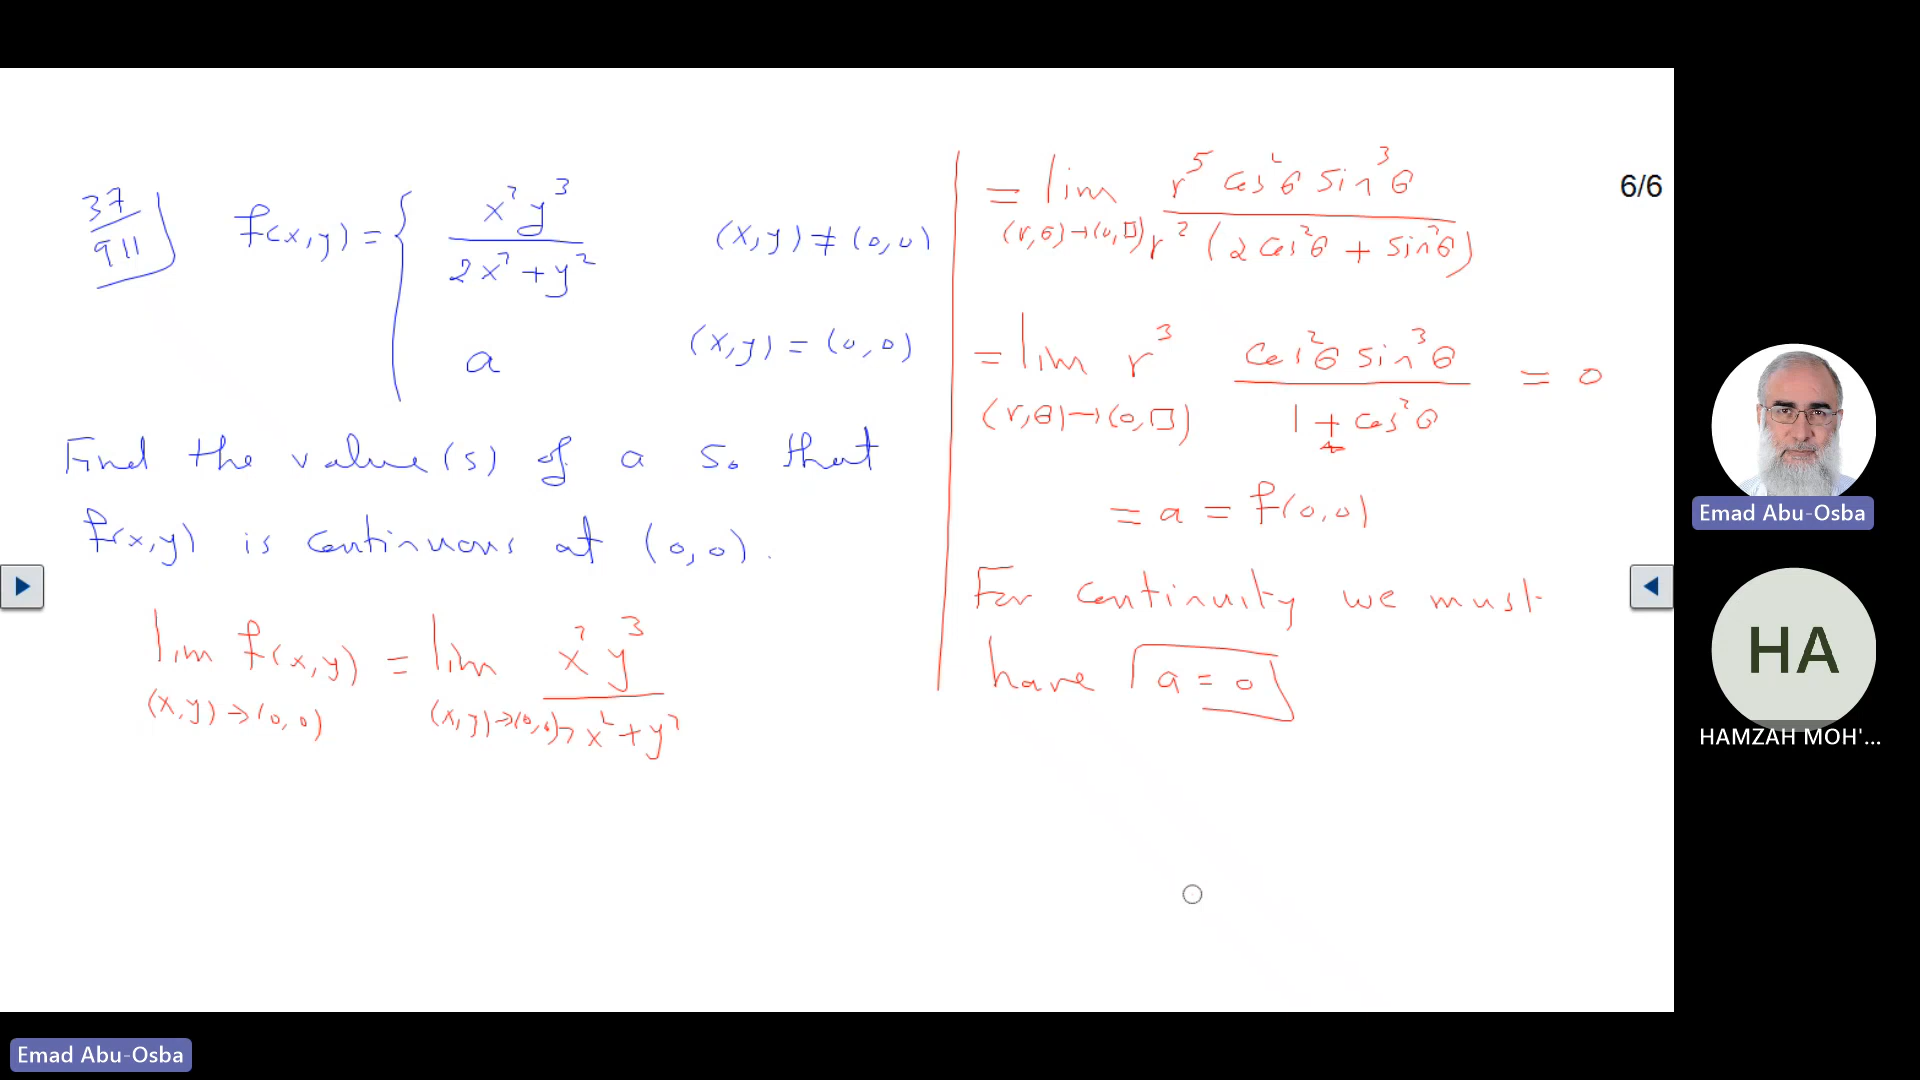 37/911 f(x,y) = { x²y³ / 2x²+y² (x,y) ≠ (0,0)
a (x,y) = (0,0)
Find the value(s) of a so that
f(x,y) is continuous at (0,0).
lim f(x,y) = lim x²y³ / 2x²+y²
(x,y)→(0,0) (x,y)→(0,0)
= lim r⁵ cos²θ sin³θ / r² (2cos²θ + sin²θ)
(r,θ)→(0,□)
= lim r³ cos²θ sin³θ / 1 + cos²θ = 0
(r,θ)→(0,□)
= a = f(0,0)
For continuity we must
have a = 0
6/6
Emad Abu-Osba
HA
HAMZAH MOH'...
Emad Abu-Osba